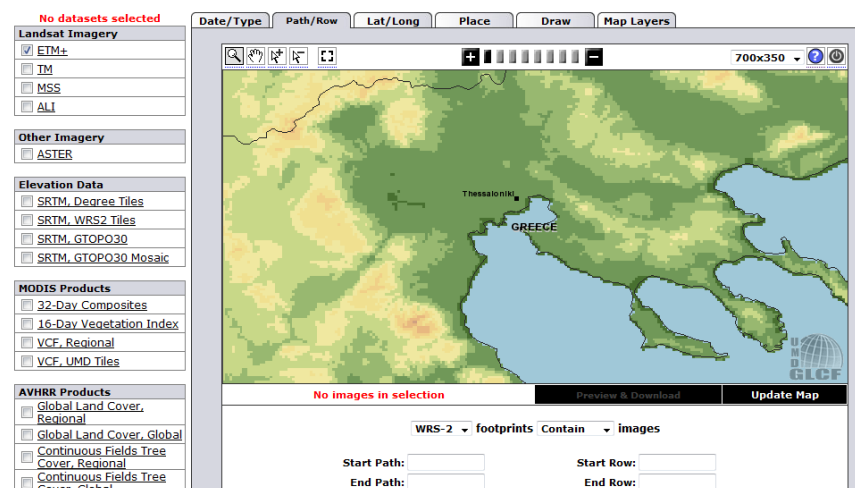 No datasets selected
Date/Type
Path/Row
Lat/Long
Place
Draw
Map Layers
Landsat Imagery
ETM+
TM
MSS
ALI
Other Imagery
ASTER
Elevation Data
SRTM, Degree Tiles
SRTM, WRS2 Tiles
SRTM, GTOPO30
SRTM, GTOPO30 Mosaic
MODIS Products
32-Day Composites
16-Day Vegetation Index
VCF, Regional
VCF, UMD Tiles
AVHRR Products
Global Land Cover,
Regional
Global Land Cover, Global
Continuous Fields Tree
Cover, Regional
Continuous Fields Tree
Cover, Global
700x350
Thessaloniki
GREECE
UMD
GLCF
No images in selection
Preview & Download
Update Map
WRS-2 footprints Contain images
Start Path:
Start Row:
End Path:
End Row: